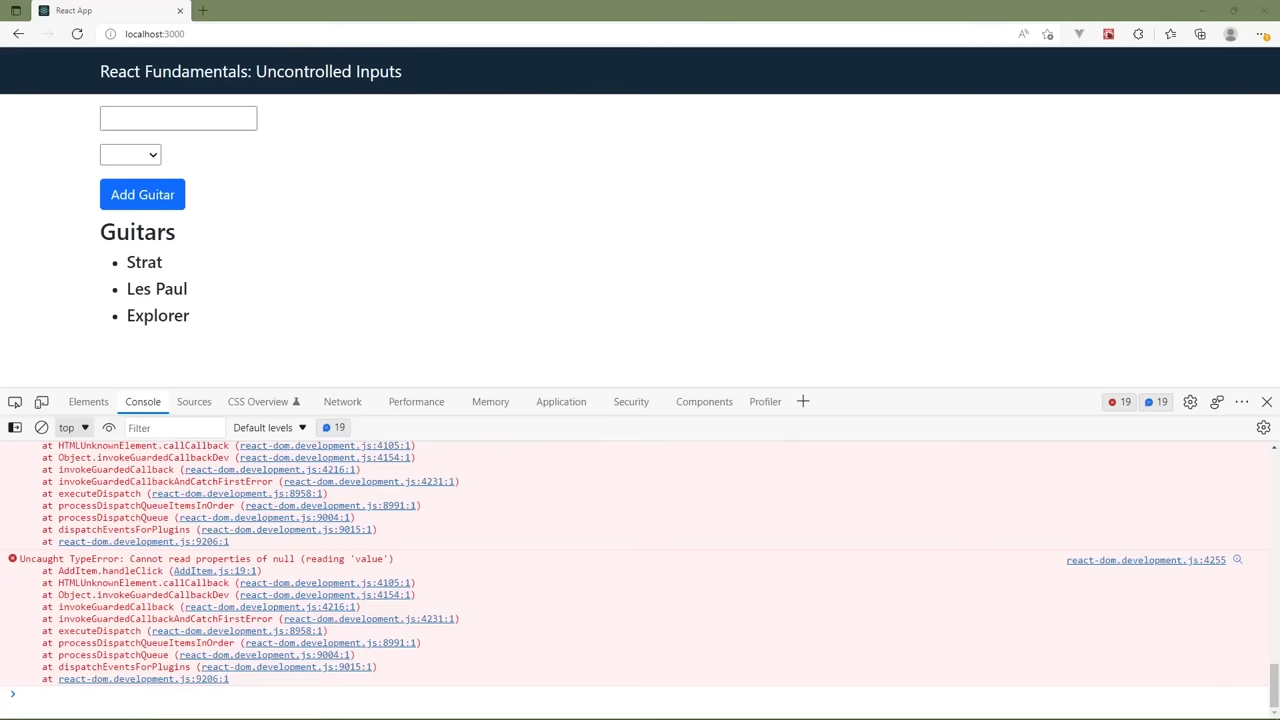 React App
localhost:3000
React Fundamentals: Uncontrolled Inputs
Add Guitar
Guitars
• Strat
• Les Paul
• Explorer
Elements Console Sources CSS Overview Network Performance Memory Application Security Components Profiler 19 19
top Filter Default levels 19
at HTMLUnknownElement.callCallback (react-dom.development.js:4105:1)
at Object.invokeGuardedCallbackDev (react-dom.development.js:4154:1)
at invokeGuardedCallback (react-dom.development.js:4216:1)
at invokeGuardedCallbackAndCatchFirstError (react-dom.development.js:4231:1)
at executeDispatch (react-dom.development.js:8958:1)
at processDispatchQueueItemsInOrder (react-dom.development.js:8991:1)
at processDispatchQueue (react-dom.development.js:9004:1)
at dispatchEventsForPlugins (react-dom.development.js:9015:1)
at react-dom.development.js:9206:1
Uncaught TypeError: Cannot read properties of null (reading 'value') react-dom.development.js:4255
at AddItem.handleClick (AddItem.js:19:1)
at HTMLUnknownElement.callCallback (react-dom.development.js:4105:1)
at Object.invokeGuardedCallbackDev (react-dom.development.js:4154:1)
at invokeGuardedCallback (react-dom.development.js:4216:1)
at invokeGuardedCallbackAndCatchFirstError (react-dom.development.js:4231:1)
at executeDispatch (react-dom.development.js:8958:1)
at processDispatchQueueItemsInOrder (react-dom.development.js:8991:1)
at processDispatchQueue (react-dom.development.js:9004:1)
at dispatchEventsForPlugins (react-dom.development.js:9015:1)
at react-dom.development.js:9206:1